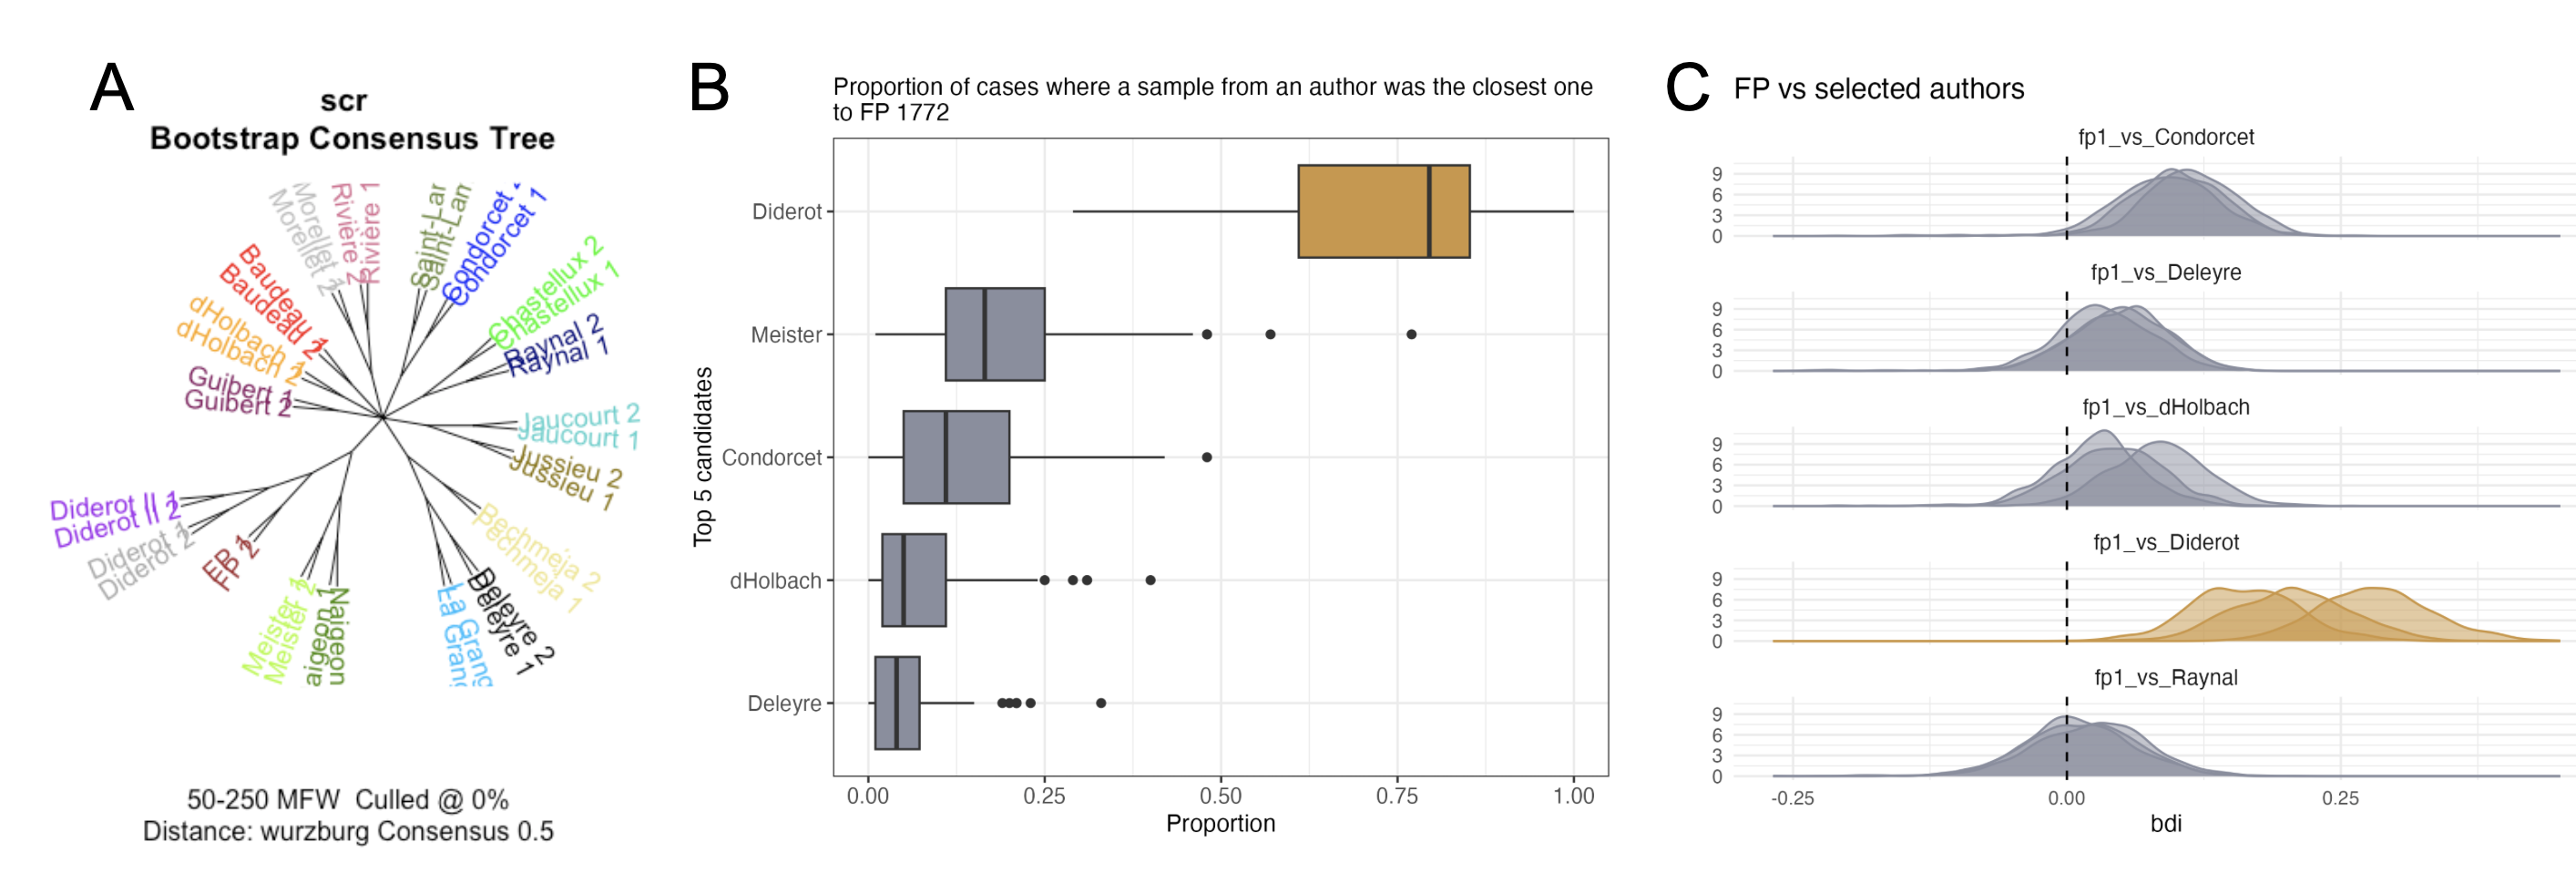 A
scr
Bootstrap Consensus Tree
Morellet 2
Rivière 2
Rivière 1
Condorcet 1
Chastellux 2
Chastellux 1
Raynal 2
Raynal 1
Baudeau 1
Baudeau 2
dHolbach 1
dHolbach 2
Guibert 1
Guibert 2
Jaucourt 2
Jaucourt 1
Jussieu 2
Jussieu 1
Diderot II 1
Diderot II 2
Diderot 1
Diderot 2
FP 1
FP 2
Meister 2
Meister
aigeon 1
Naigeon
La Grang
La Grang
Deleyre 2
Deleyre 1
Pechmeja 2
echmeja 1
50-250 MFW Culled @ 0%
Distance: wurzburg Consensus 0.5
B
Proportion of cases where a sample from an author was the closest one
to FP 1772
Top 5 candidates
Diderot
Meister
Condorcet
dHolbach
Deleyre
0.00 0.25 0.50 0.75 1.00
Proportion
C
FP vs selected authors
fp1_vs_Condorcet
9
6
3
0
fp1_vs_Deleyre
9
6
3
0
fp1_vs_dHolbach
9
6
3
0
fp1_vs_Diderot
9
6
3
0
fp1_vs_Raynal
9
6
3
0
-0.25 0.00 0.25
bdi